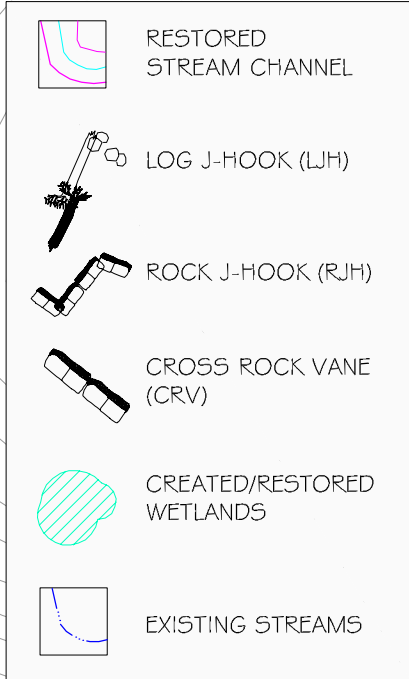 RESTORED
STREAM CHANNEL
LOG J-HOOK (LJH)
ROCK J-HOOK (RJH)
CROSS ROCK VANE
(CRV)
CREATED/RESTORED
WETLANDS
EXISTING STREAMS